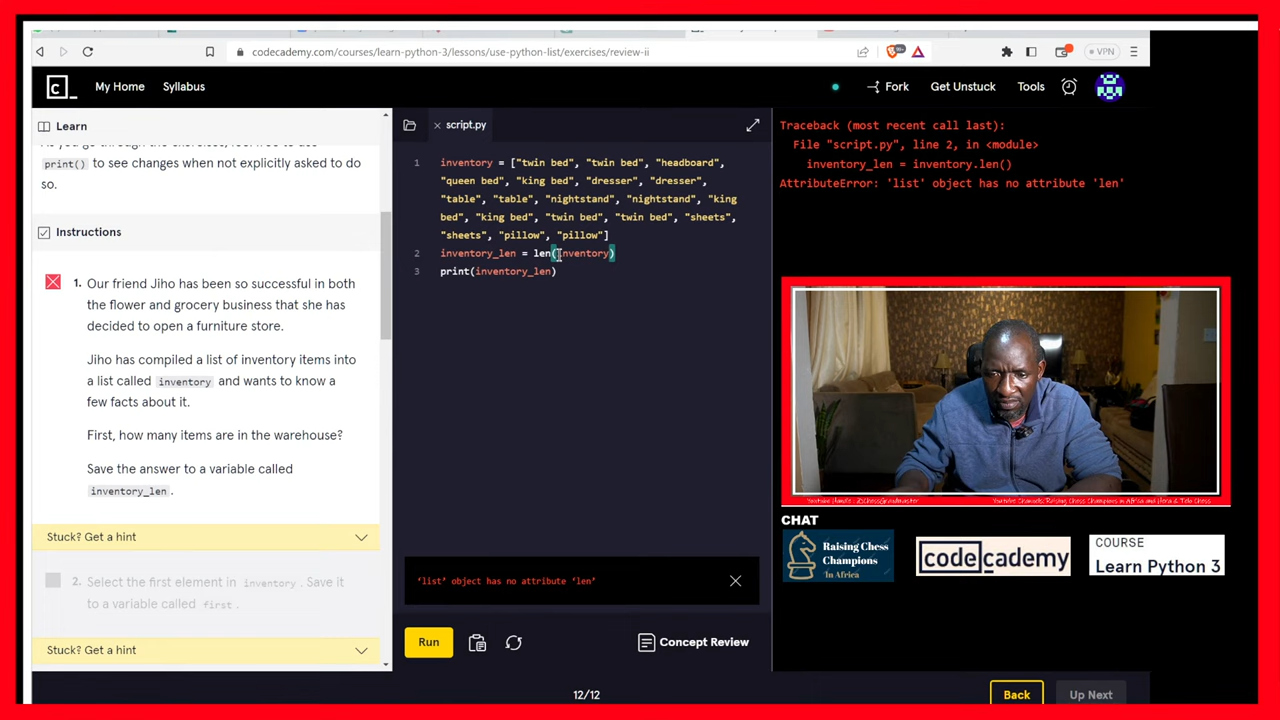 codecademy.com/courses/learn-python-3/lessons/use-python-list/exercises/review-ii
VPN
My Home
Syllabus
Fork
Get Unstuck
Tools
Learn
print() to see changes when not explicitly asked to do
so.
Instructions
1. Our friend Jiho has been so successful in both
the flower and grocery business that she has
decided to open a furniture store.
Jiho has compiled a list of inventory items into
a list called inventory and wants to know a
few facts about it.
First, how many items are in the warehouse?
Save the answer to a variable called
inventory_len.
Stuck? Get a hint
2. Select the first element in inventory. Save it
to a variable called first.
Stuck? Get a hint
script.py
1 inventory = ["twin bed", "twin bed", "headboard",
"queen bed", "king bed", "dresser", "dresser",
"table", "table", "nightstand", "nightstand", "king
bed", "king bed", "twin bed", "twin bed", "sheets",
"sheets", "pillow", "pillow"]
2 inventory_len = len(inventory)
3 print(inventory_len)
'list' object has no attribute 'len'
Run
Concept Review
12/12
Back
Up Next
Traceback (most recent call last):
File "script.py", line 2, in <module>
inventory_len = inventory.len()
AttributeError: 'list' object has no attribute 'len'
CHAT
Raising Chess
Champions
In Africa
codecademy
COURSE
Learn Python 3